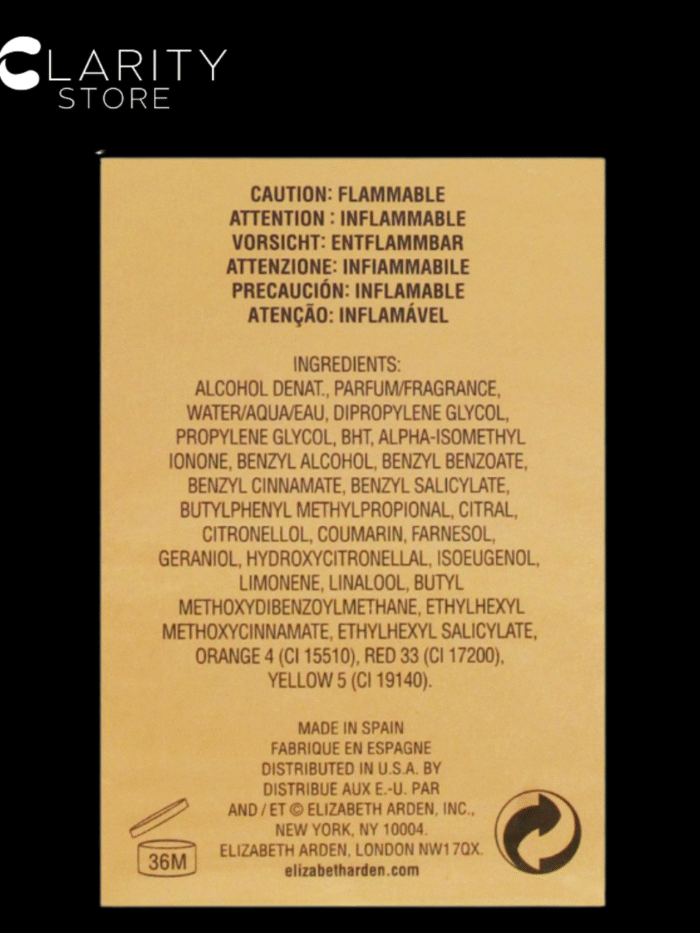 CLARITY
STORE
CAUTION: FLAMMABLE
ATTENTION : INFLAMMABLE
VORSICHT: ENTFLAMMBAR
ATTENZIONE: INFIAMMABILE
PRECAUCIÓN: INFLAMABLE
ATENÇÃO: INFLAMÁVEL
INGREDIENTS:
ALCOHOL DENAT., PARFUM/FRAGRANCE,
WATER/AQUA/EAU, DIPROPYLENE GLYCOL,
PROPYLENE GLYCOL, BHT, ALPHA-ISOMETHYL
IONONE, BENZYL ALCOHOL, BENZYL BENZOATE,
BENZYL CINNAMATE, BENZYL SALICYLATE,
BUTYLPHENYL METHYLPROPIONAL, CITRAL,
CITRONELLOL, COUMARIN, FARNESOL,
GERANIOL, HYDROXYCITRONELLAL, ISOEUGENOL,
LIMONENE, LINALOOL, BUTYL
METHOXYDIBENZOYLMETHANE, ETHYLHEXYL
METHOXYCINNAMATE, ETHYLHEXYL SALICYLATE,
ORANGE 4 (CI 15510), RED 33 (CI 17200),
YELLOW 5 (CI 19140).
MADE IN SPAIN
FABRIQUE EN ESPAGNE
DISTRIBUTED IN U.S.A. BY
DISTRIBUE AUX E.-U. PAR
AND / ET © ELIZABETH ARDEN, INC.,
NEW YORK, NY 10004.
ELIZABETH ARDEN, LONDON NW1 7QX.
elizabetharden.com
36M